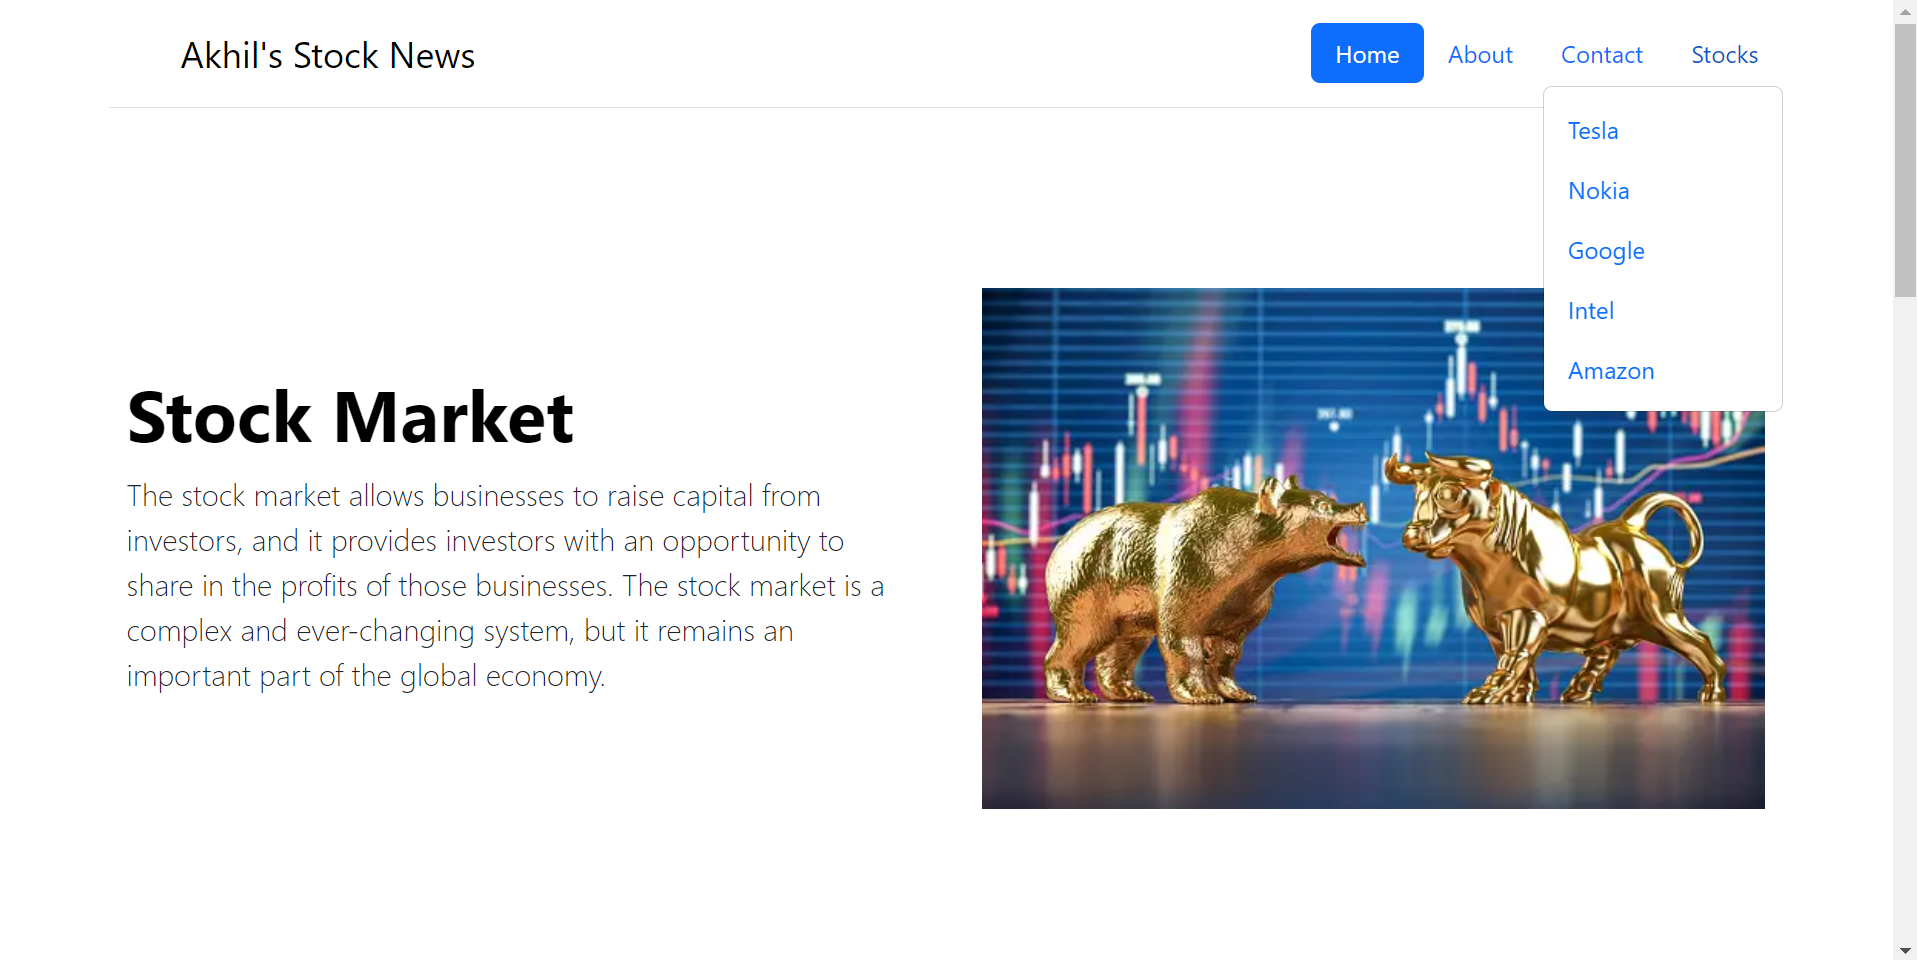 Akhil's Stock News
Home About Contact Stocks
Tesla
Nokia
Google
Intel
Amazon
Stock Market
The stock market allows businesses to raise capital from
investors, and it provides investors with an opportunity to
share in the profits of those businesses. The stock market is a
complex and ever-changing system, but it remains an
important part of the global economy.